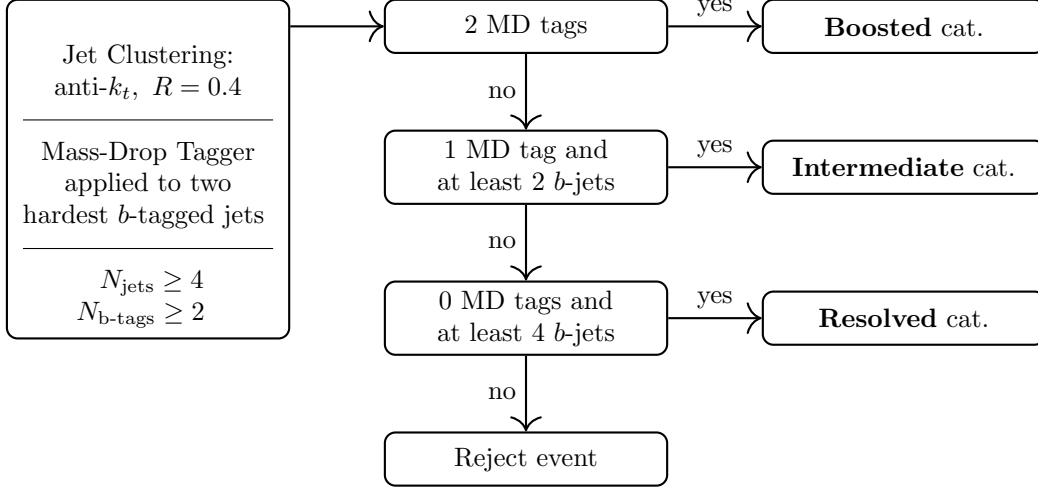 Jet Clustering:
anti-$k_t$, $R = 0.4$
Mass-Drop Tagger
applied to two
hardest $b$-tagged jets
$N_{\text{jets}} \geq 4$
$N_{\text{b-tags}} \geq 2$
2 MD tags
yes
Boosted cat.
no
1 MD tag and
at least 2 $b$-jets
yes
Intermediate cat.
no
0 MD tags and
at least 4 $b$-jets
yes
Resolved cat.
no
Reject event